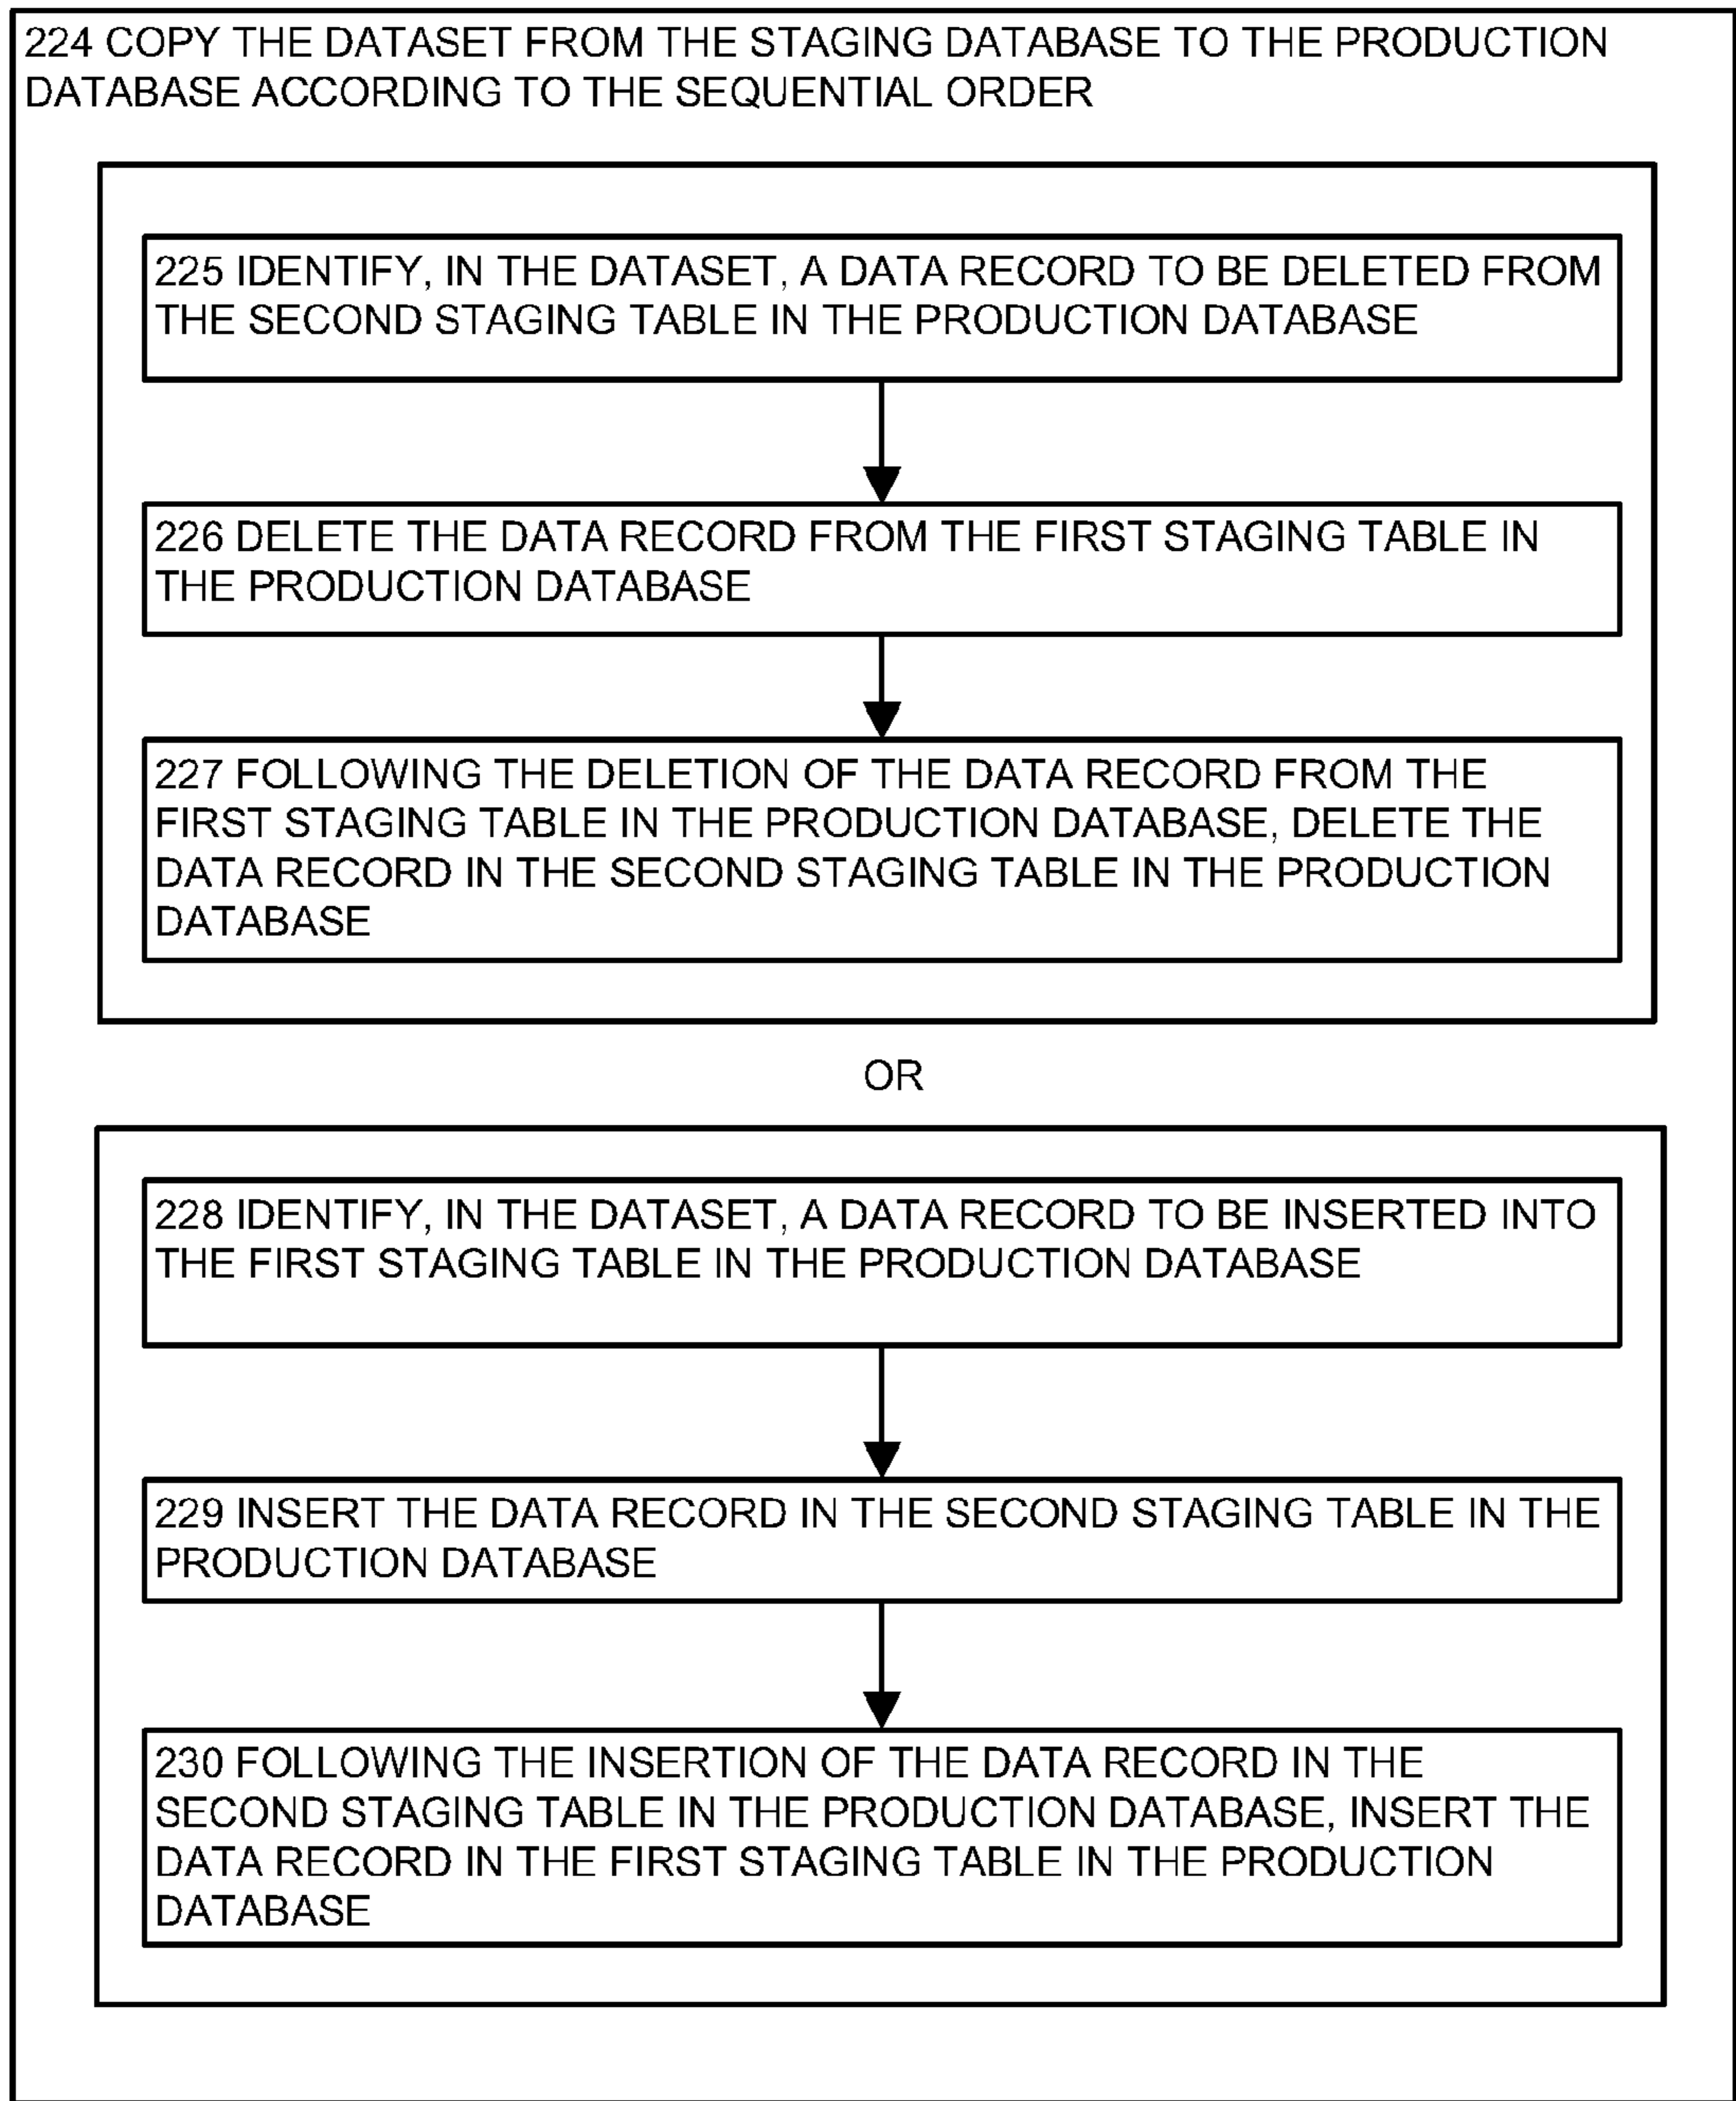 224 COPY THE DATASET FROM THE STAGING DATABASE TO THE PRODUCTION
DATABASE ACCORDING TO THE SEQUENTIAL ORDER
225 IDENTIFY, IN THE DATASET, A DATA RECORD TO BE DELETED FROM
THE SECOND STAGING TABLE IN THE PRODUCTION DATABASE
226 DELETE THE DATA RECORD FROM THE FIRST STAGING TABLE IN
THE PRODUCTION DATABASE
227 FOLLOWING THE DELETION OF THE DATA RECORD FROM THE
FIRST STAGING TABLE IN THE PRODUCTION DATABASE, DELETE THE
DATA RECORD IN THE SECOND STAGING TABLE IN THE PRODUCTION
DATABASE
OR
228 IDENTIFY, IN THE DATASET, A DATA RECORD TO BE INSERTED INTO
THE FIRST STAGING TABLE IN THE PRODUCTION DATABASE
229 INSERT THE DATA RECORD IN THE SECOND STAGING TABLE IN THE
PRODUCTION DATABASE
230 FOLLOWING THE INSERTION OF THE DATA RECORD IN THE
SECOND STAGING TABLE IN THE PRODUCTION DATABASE, INSERT THE
DATA RECORD IN THE FIRST STAGING TABLE IN THE PRODUCTION
DATABASE